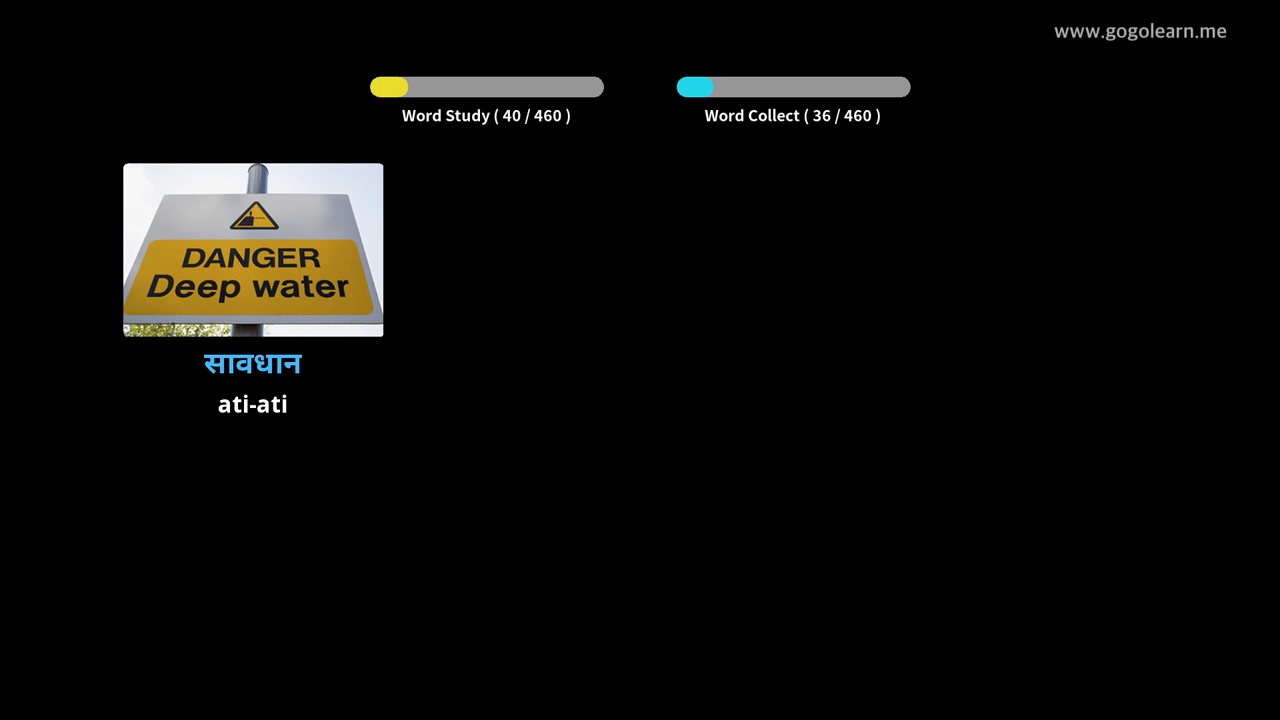 www.gogolearn.me
Word Study ( 40 / 460 )
Word Collect ( 36 / 460 )
DANGER
Deep water
सावधान
ati-ati